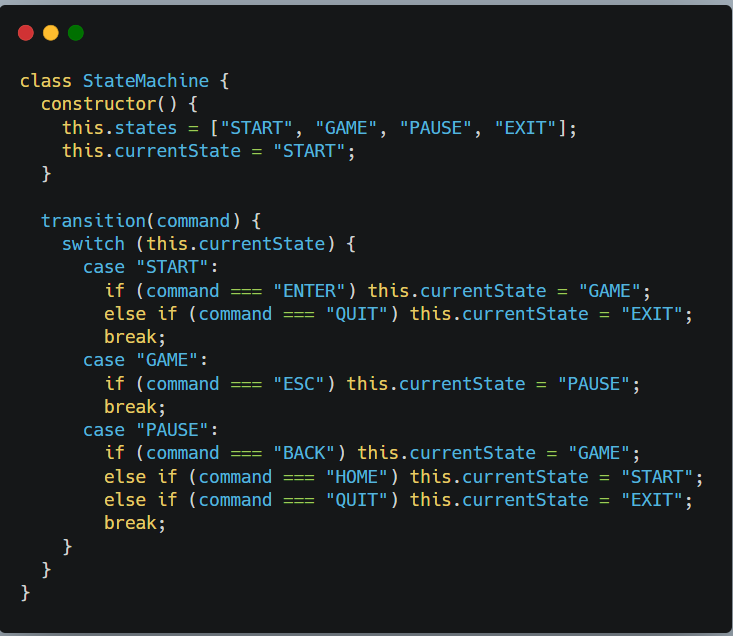 class StateMachine {
  constructor() {
    this.states = ["START", "GAME", "PAUSE", "EXIT"];
    this.currentState = "START";
  }

  transition(command) {
    switch (this.currentState) {
      case "START":
        if (command === "ENTER") this.currentState = "GAME";
        else if (command === "QUIT") this.currentState = "EXIT";
        break;
      case "GAME":
        if (command === "ESC") this.currentState = "PAUSE";
        break;
      case "PAUSE":
        if (command === "BACK") this.currentState = "GAME";
        else if (command === "HOME") this.currentState = "START";
        else if (command === "QUIT") this.currentState = "EXIT";
        break;
    }
  }
}